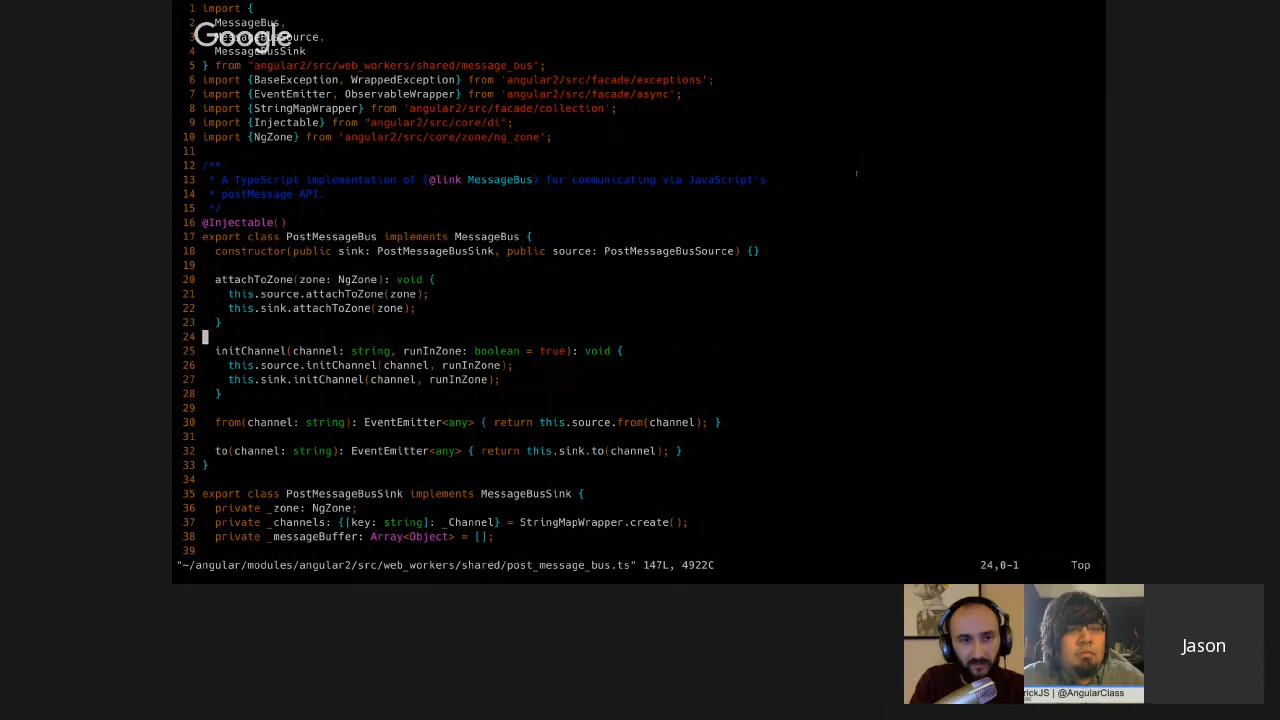 1 import {
2   MessageBus,
Google
3   MessageBusSource,
4   MessageBusSink
5 } from "angular2/src/web_workers/shared/message_bus";
6 import {BaseException, WrappedException} from 'angular2/src/facade/exceptions';
7 import {EventEmitter, ObservableWrapper} from 'angular2/src/facade/async';
8 import {StringMapWrapper} from 'angular2/src/facade/collection';
9 import {Injectable} from "angular2/src/core/di";
10 import {NgZone} from 'angular2/src/core/zone/ng_zone';
11
12 /**
13  * A TypeScript implementation of {@link MessageBus} for communicating via JavaScript's
14  * postMessage API.
15  */
16 @Injectable()
17 export class PostMessageBus implements MessageBus {
18   constructor(public sink: PostMessageBusSink, public source: PostMessageBusSource) {}
19
20   attachToZone(zone: NgZone): void {
21     this.source.attachToZone(zone);
22     this.sink.attachToZone(zone);
23   }
24
25   initChannel(channel: string, runInZone: boolean = true): void {
26     this.source.initChannel(channel, runInZone);
27     this.sink.initChannel(channel, runInZone);
28   }
29
30   from(channel: string): EventEmitter<any> { return this.source.from(channel); }
31
32   to(channel: string): EventEmitter<any> { return this.sink.to(channel); }
33 }
34
35 export class PostMessageBusSink implements MessageBusSink {
36   private _zone: NgZone;
37   private _channels: {[key: string]: _Channel} = StringMapWrapper.create();
38   private _messageBuffer: Array<Object> = [];
39
"~/angular/modules/angular2/src/web_workers/shared/post_message_bus.ts" 147L, 4922C 24,0-1 Top
Jason
rickJS | @AngularClass